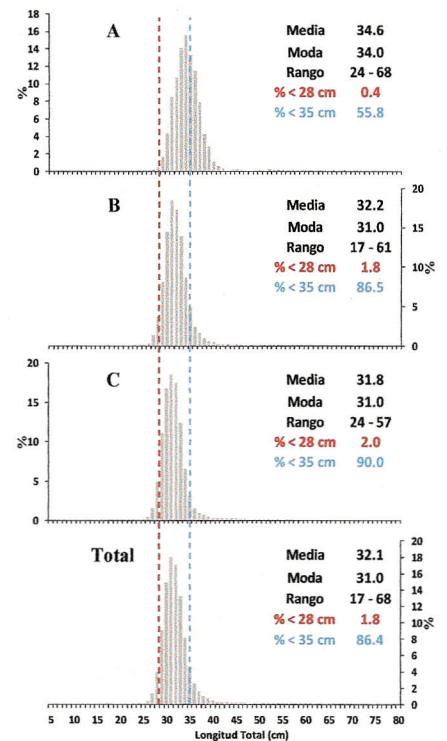 18
16
14
12
10
8
6
4
2
0
%
A
Media 34.6
Moda 34.0
Rango 24 - 68
% < 28 cm 0.4
% < 35 cm 55.8
B
Media 32.2
Moda 31.0
Rango 17 - 61
% < 28 cm 1.8
% < 35 cm 86.5
20
15
10
5
0
%
20
15
10
5
0
%
C
Media 31.8
Moda 31.0
Rango 24 - 57
% < 28 cm 2.0
% < 35 cm 90.0
Total
Media 32.1
Moda 31.0
Rango 17 - 68
% < 28 cm 1.8
% < 35 cm 86.4
20
18
16
14
12
10
8
6
4
2
0
%
5 10 15 20 25 30 35 40 45 50 55 60 65 70 75 80
Longitud Total (cm)